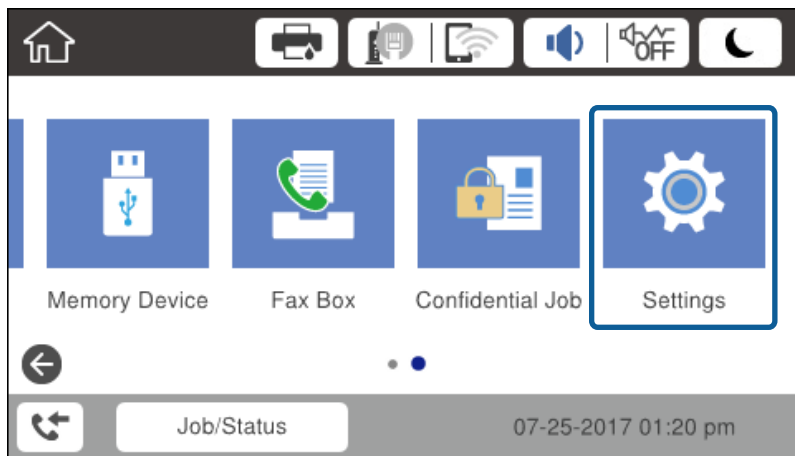 OFF
Memory Device
Fax Box
Confidential Job
Settings
Job/Status
07-25-2017 01:20 pm